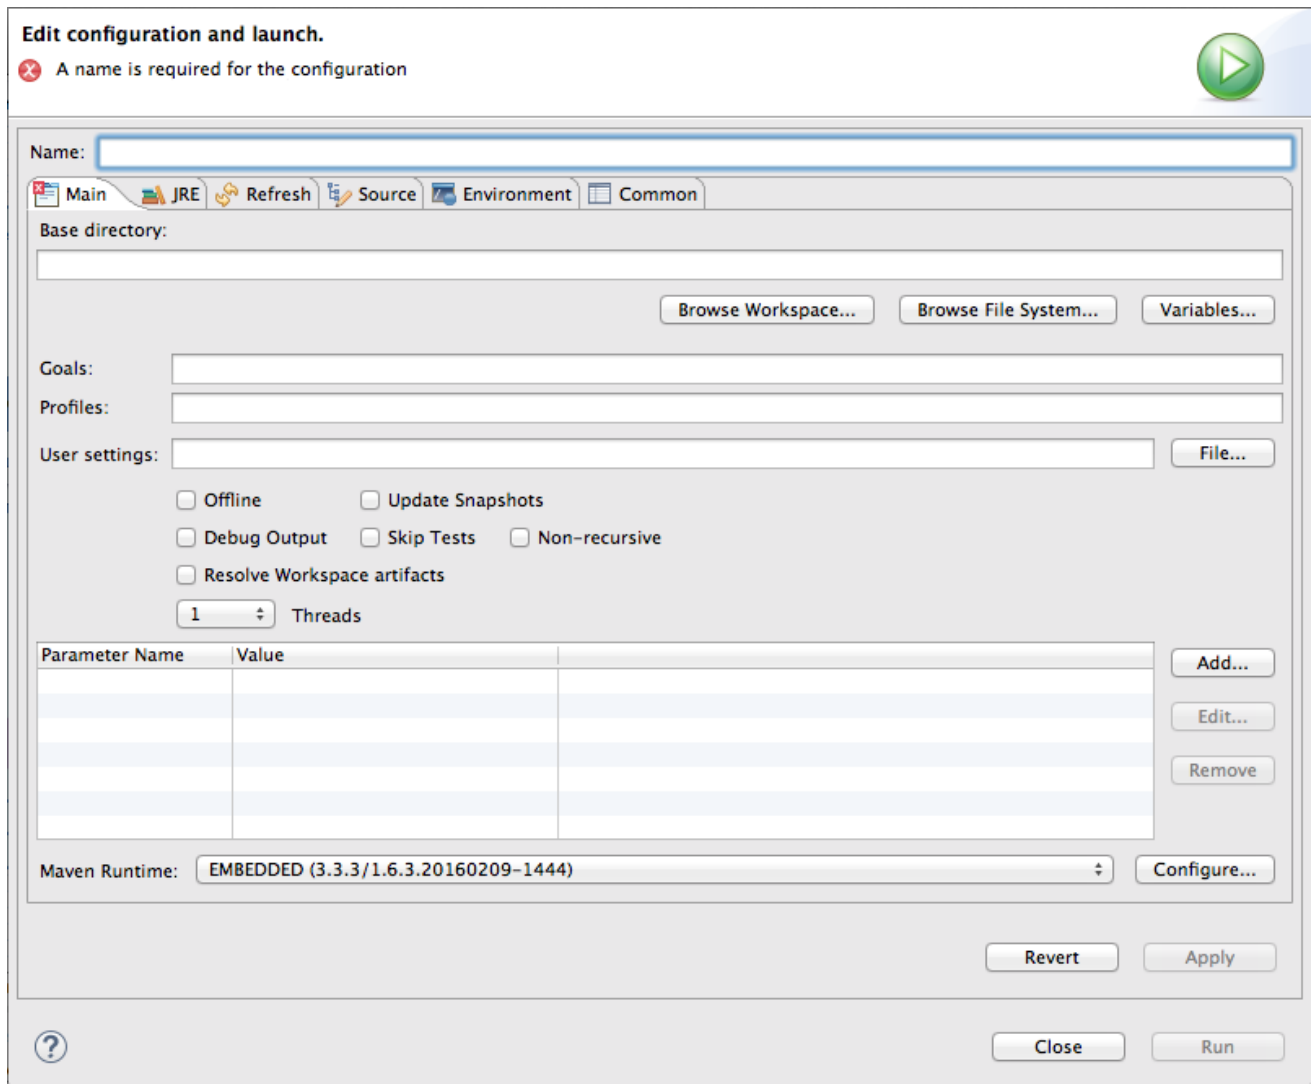 Edit configuration and launch.
A name is required for the configuration
Name:
Main JRE Refresh Source Environment Common
Base directory:
Browse Workspace... Browse File System... Variables...
Goals:
Profiles:
User settings: File...
Offline Update Snapshots
Debug Output Skip Tests Non-recursive
Resolve Workspace artifacts
1 Threads
Parameter Name Value
Add...
Edit...
Remove
Maven Runtime: EMBEDDED (3.3.3/1.6.3.20160209-1444) Configure...
Revert Apply
? Close Run